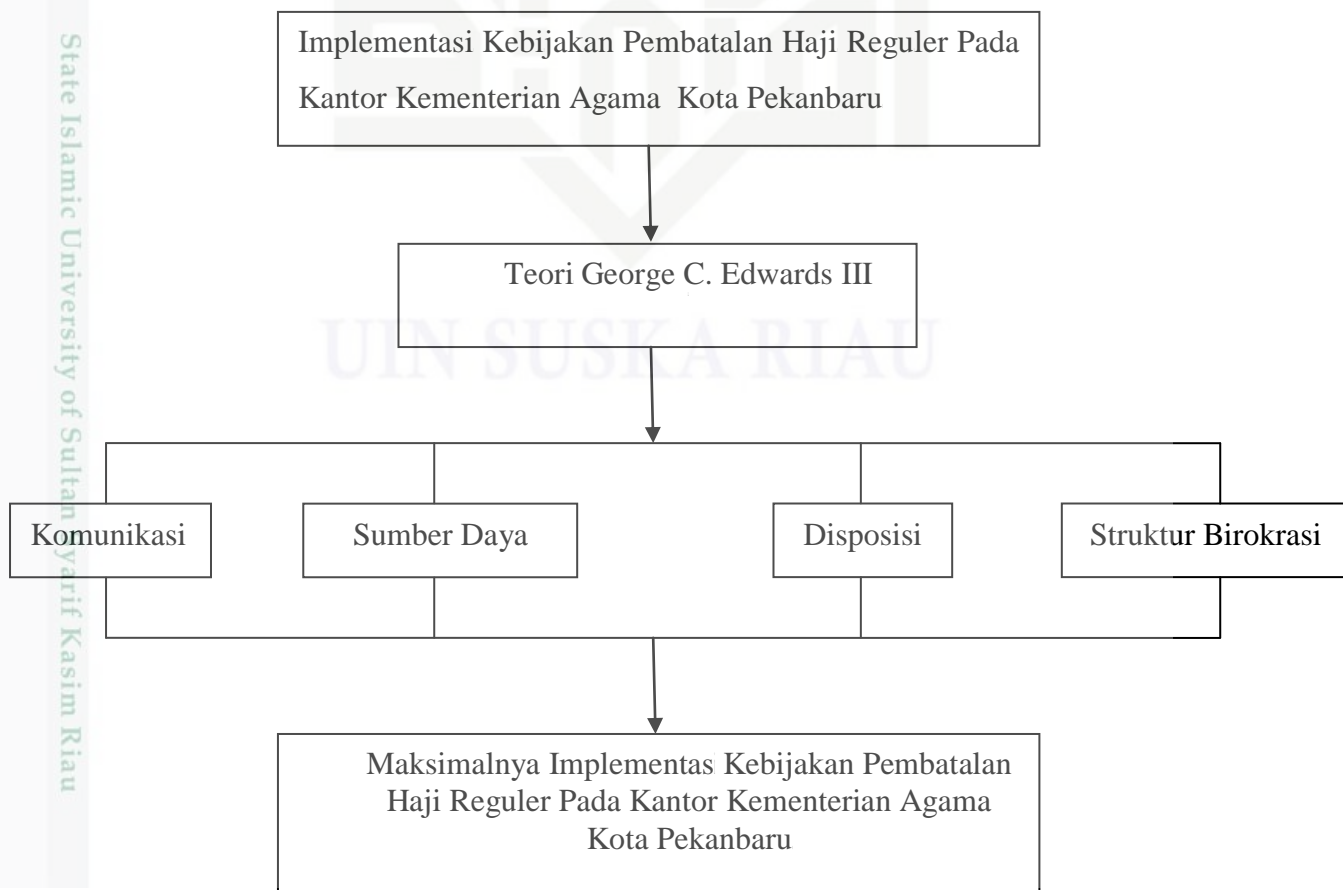 Implementasi Kebijakan Pembatalan Haji Reguler Pada
Kantor Kementerian Agama Kota Pekanbaru
Teori George C. Edwards III
UIN SUSKA RIAU
Komunikasi
Sumber Daya
Disposisi
Struktur Birokrasi
Maksimalnya Implementas Kebijakan Pembatalan
Haji Reguler Pada Kantor Kementerian Agama
Kota Pekanbaru
State Islamic University of Sultan Syarif Kasim Riau